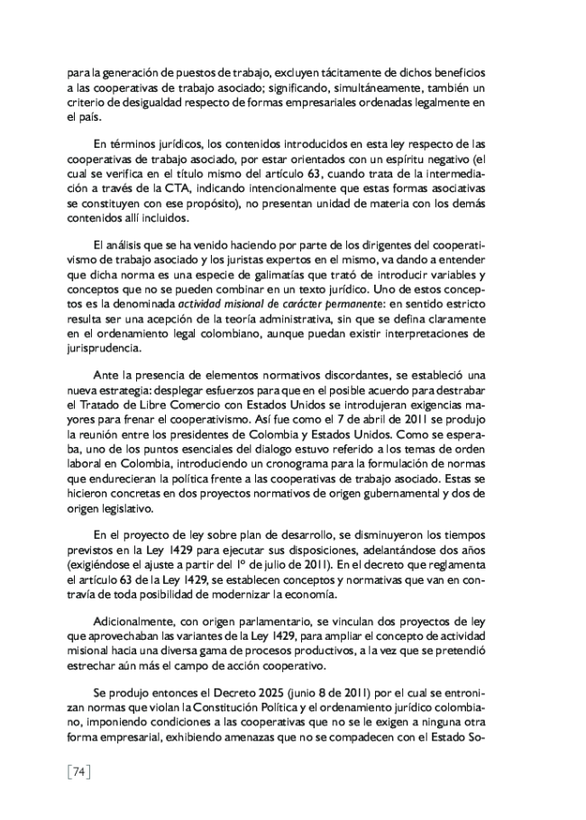 para la generación de puestos de trabajo, excluyen tácitamente de dichos beneficios
a las cooperativas de trabajo asociado; significando, simultáneamente, también un
criterio de desigualdad respecto de formas empresariales ordenadas legalmente en
el país.
En términos jurídicos, los contenidos introducidos en esta ley respecto de las
cooperativas de trabajo asociado, por estar orientados con un espíritu negativo (el
cual se verifica en el título mismo del artículo 63, cuando trata de la intermedia-
ción a través de la CTA, indicando intencionalmente que estas formas asociativas
se constituyen con ese propósito), no presentan unidad de materia con los demás
contenidos allí incluidos.
El análisis que se ha venido haciendo por parte de los dirigentes del cooperati-
vismo de trabajo asociado y los juristas expertos en el mismo, va dando a entender
que dicha norma es una especie de galimatías que trató de introducir variables y
conceptos que no se pueden combinar en un texto jurídico. Uno de estos concep-
tos es la denominada actividad misional de carácter permanente: en sentido estricto
resulta ser una acepción de la teoría administrativa, sin que se defina claramente
en el ordenamiento legal colombiano, aunque puedan existir interpretaciones de
jurisprudencia.
Ante la presencia de elementos normativos discordantes, se estableció una
nueva estrategia: desplegar esfuerzos para que en el posible acuerdo para destrabar
el Tratado de Libre Comercio con Estados Unidos se introdujeran exigencias ma-
yores para frenar el cooperativismo. Así fue como el 7 de abril de 2011 se produjo
la reunión entre los presidentes de Colombia y Estados Unidos. Como se espera-
ba, uno de los puntos esenciales del dialogo estuvo referido a los temas de orden
laboral en Colombia, introduciendo un cronograma para la formulación de normas
que endurecieran la política frente a las cooperativas de trabajo asociado. Estas se
hicieron concretas en dos proyectos normativos de origen gubernamental y dos de
origen legislativo.
En el proyecto de ley sobre plan de desarrollo, se disminuyeron los tiempos
previstos en la Ley 1429 para ejecutar sus disposiciones, adelantándose dos años
(exigiéndose el ajuste a partir del 1º de julio de 2011). En el decreto que reglamenta
el artículo 63 de la Ley 1429, se establecen conceptos y normativas que van en con-
travía de toda posibilidad de modernizar la economía.
Adicionalmente, con origen parlamentario, se vinculan dos proyectos de ley
que aprovechaban las variantes de la Ley 1429, para ampliar el concepto de actividad
misional hacia una diversa gama de procesos productivos, a la vez que se pretendió
estrechar aún más el campo de acción cooperativo.
Se produjo entonces el Decreto 2025 (junio 8 de 2011) por el cual se entroni-
zan normas que violan la Constitución Política y el ordenamiento jurídico colombia-
no, imponiendo condiciones a las cooperativas que no se le exigen a ninguna otra
forma empresarial, exhibiendo amenazas que no se compadecen con el Estado So-
[74]